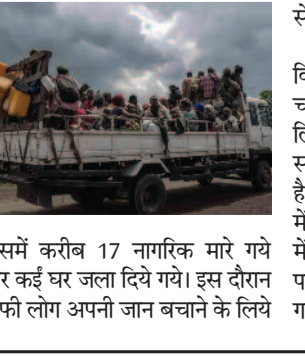 समें करीब 17 नागरिक मारे गये
र कईं घर जला दिये गये। इस दौरान
फी लोग अपनी जान बचाने के लिये
से
है
में
में